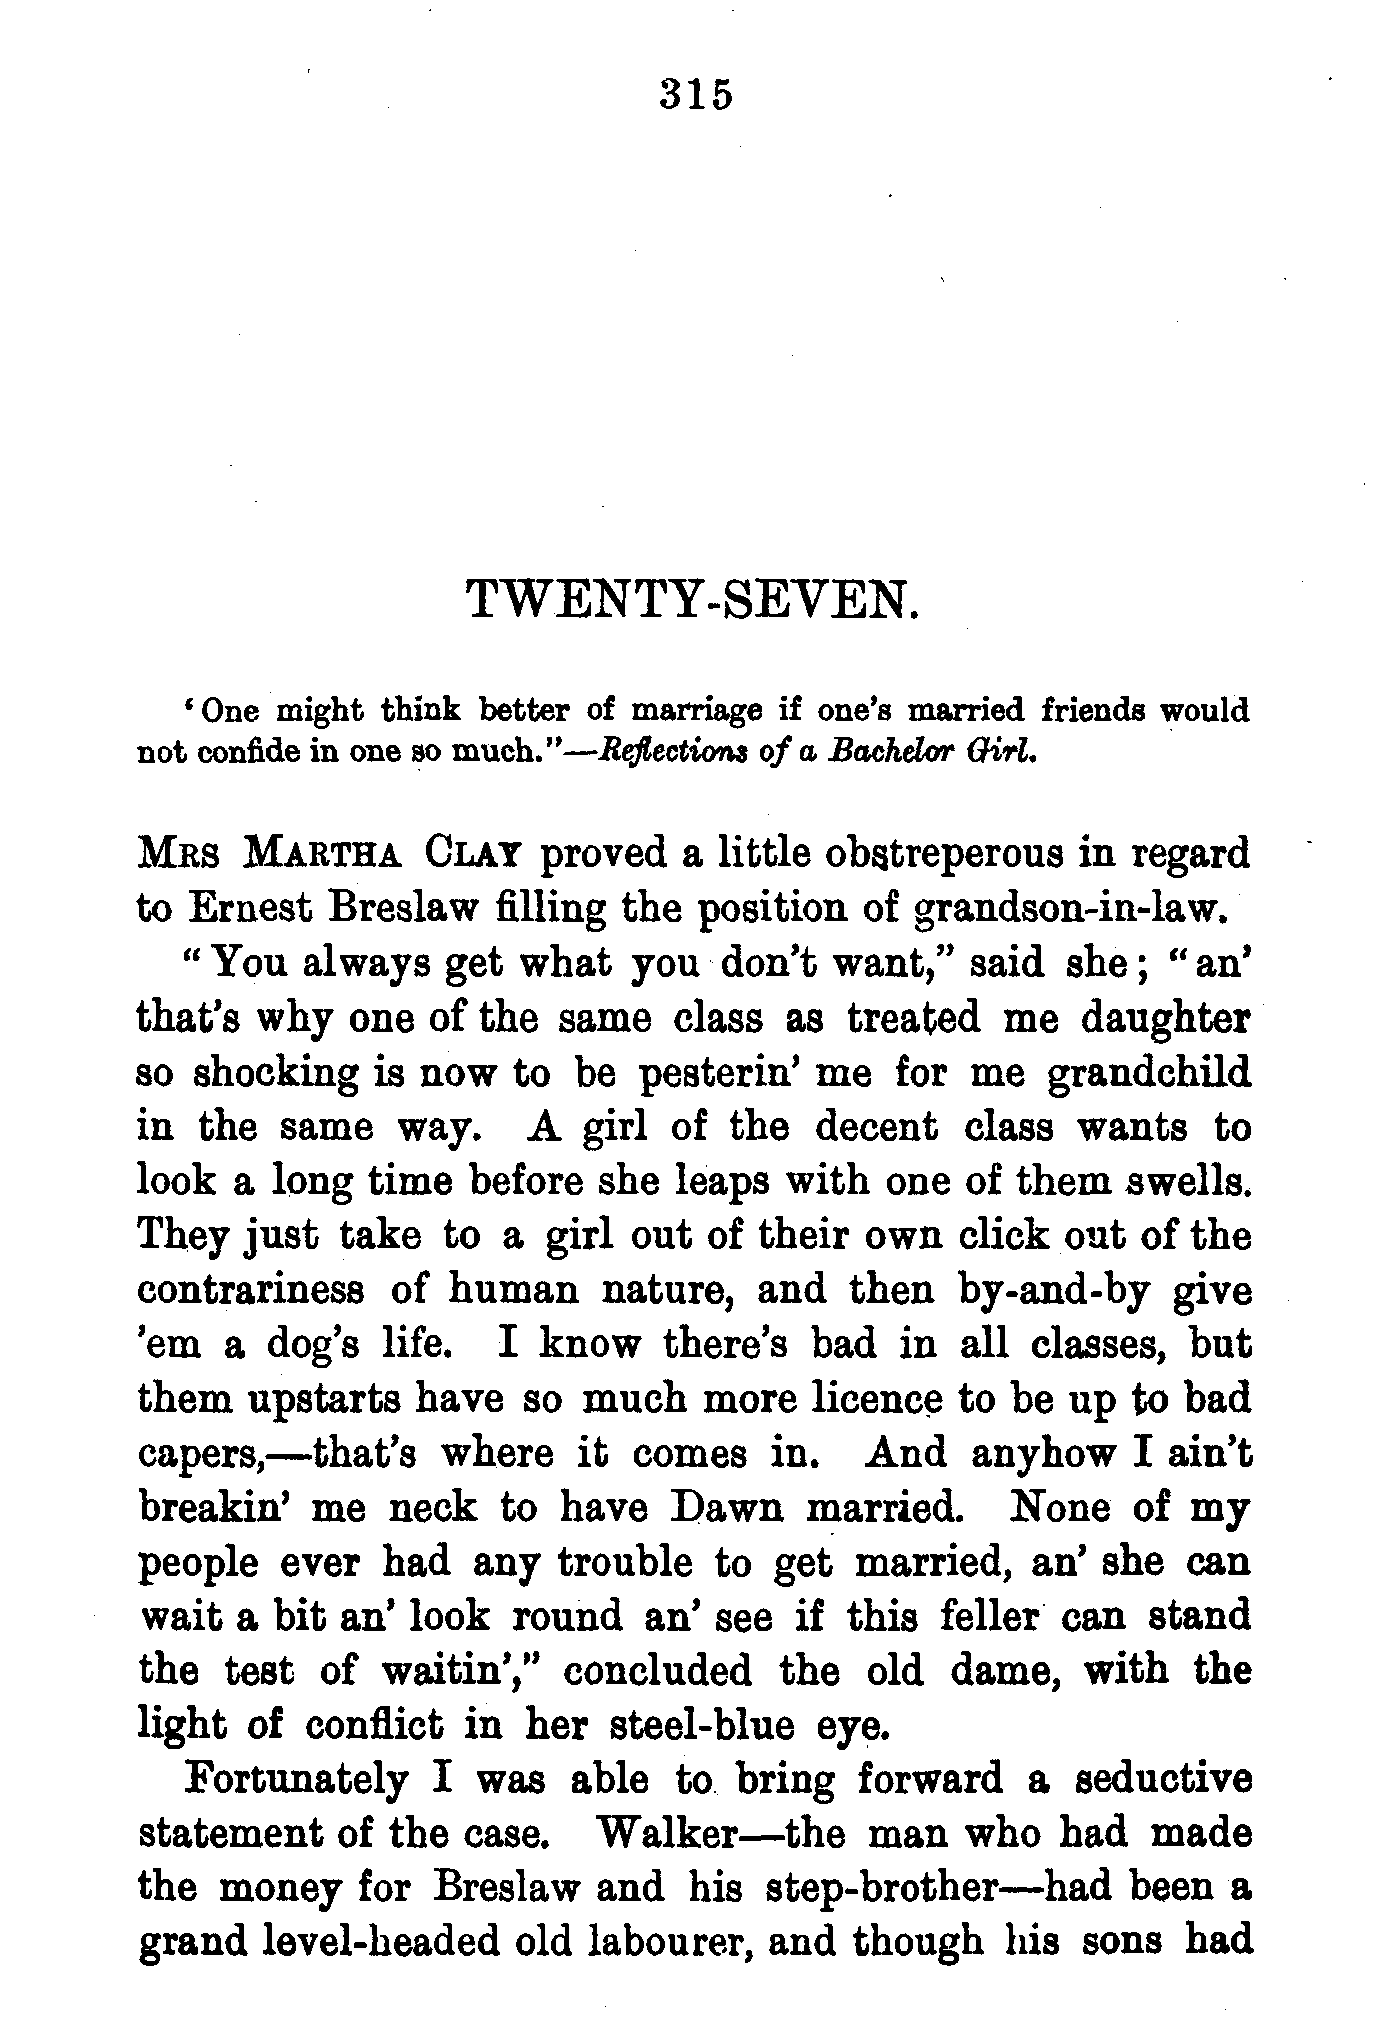 315
TWENTY-SEVEN.
‘One might think better of marriage if one's married friends would
not confide in one so much.”—Reflections of a Bachelor Girl.
MRS MARTHA CLAY proved a little obstreperous in regard
to Ernest Breslaw filling the position of grandson-in-law.
“You always get what you don't want,” said she; “an'
that's why one of the same class as treated me daughter
so shocking is now to be pesterin' me for me grandchild
in the same way. A girl of the decent class wants to
look a long time before she leaps with one of them swells.
They just take to a girl out of their own click out of the
contrariness of human nature, and then by-and-by give
'em a dog's life. I know there's bad in all classes, but
them upstarts have so much more licence to be up to bad
capers,—that's where it comes in. And anyhow I ain't
breakin' me neck to have Dawn married. None of my
people ever had any trouble to get married, an' she can
wait a bit an' look round an' see if this feller can stand
the test of waitin',” concluded the old dame, with the
light of conflict in her steel-blue eye.
Fortunately I was able to bring forward a seductive
statement of the case. Walker—the man who had made
the money for Breslaw and his step-brother—had been a
grand level-headed old labourer, and though his sons had